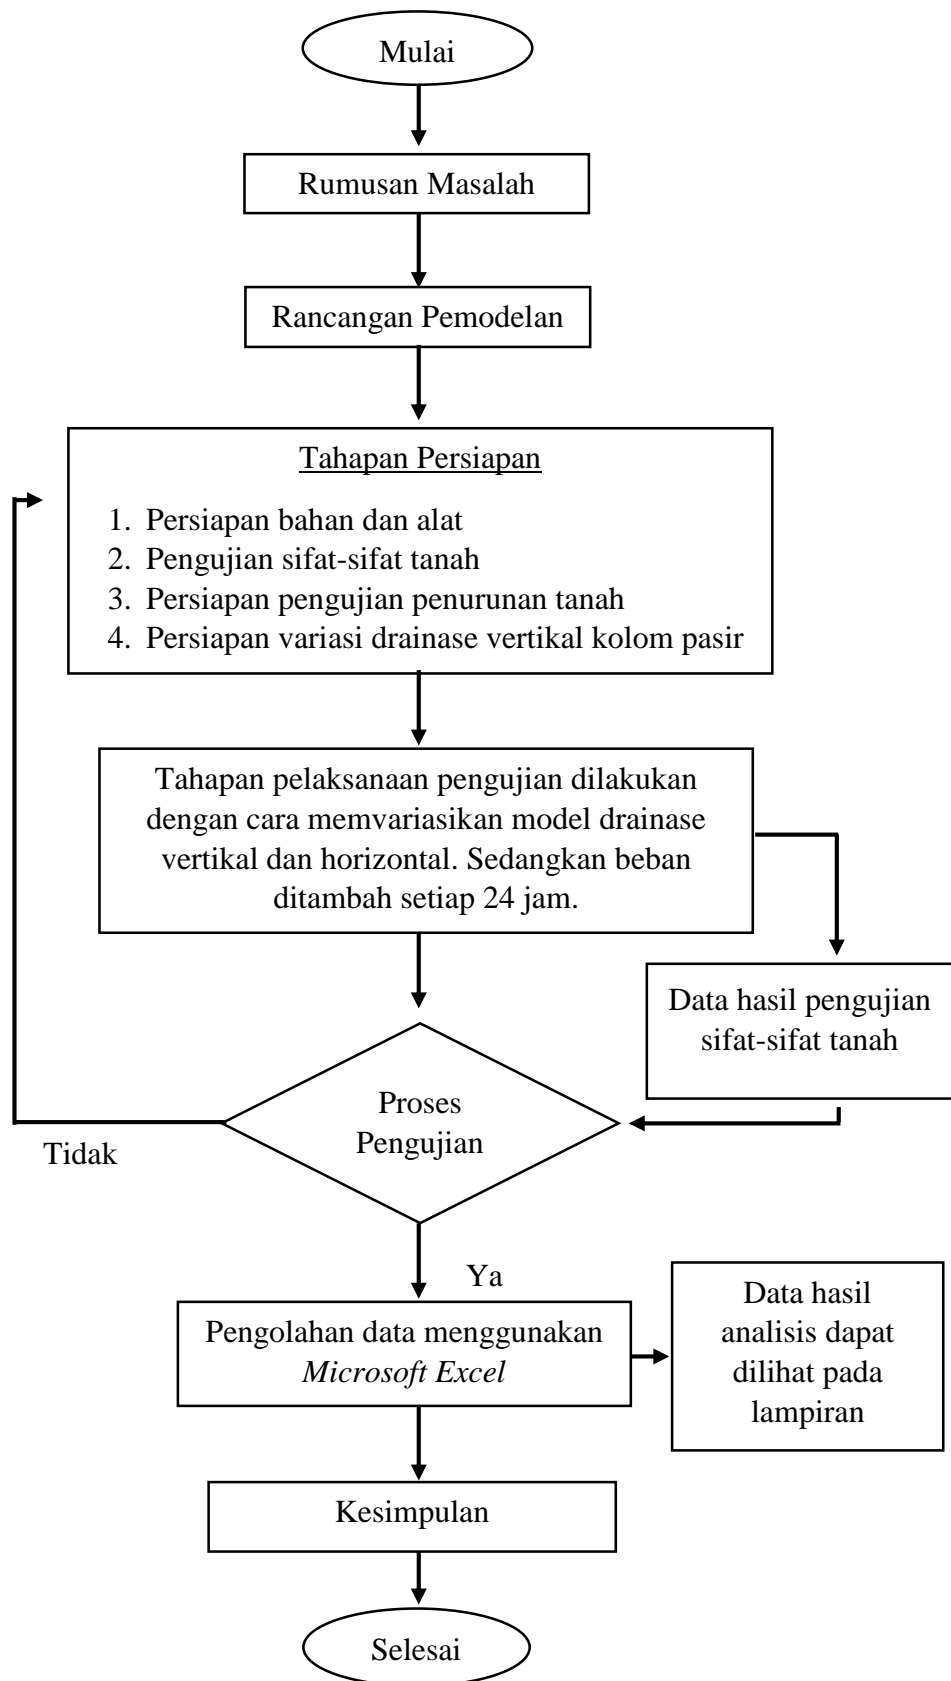 Mulai
Rumusan Masalah
Rancangan Pemodelan
Tahapan Persiapan
1. Persiapan bahan dan alat
2. Pengujian sifat-sifat tanah
3. Persiapan pengujian penurunan tanah
4. Persiapan variasi drainase vertikal kolom pasir
Tahapan pelaksanaan pengujian dilakukan
dengan cara memvariasikan model drainase
vertikal dan horizontal. Sedangkan beban
ditambah setiap 24 jam.
Data hasil pengujian
sifat-sifat tanah
Proses
Pengujian
Tidak
Ya
Pengolahan data menggunakan
Microsoft Excel
Data hasil
analisis dapat
dilihat pada
lampiran
Kesimpulan
Selesai